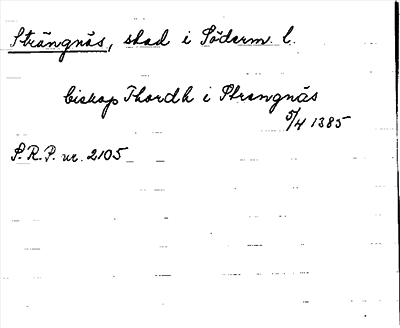 Strängnäs, stad i Söderm. l.
biskop Thordh i Strengnäs
5/4 1385
S.R.P. nr. 2105